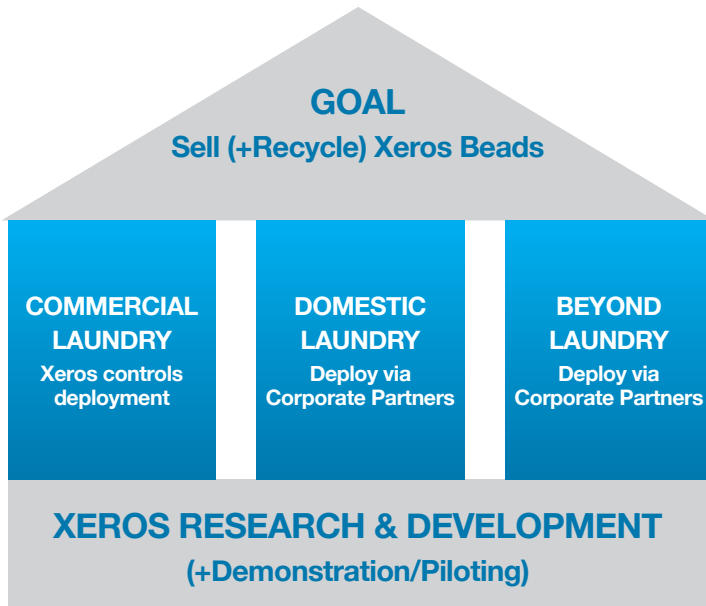 GOAL
Sell (+Recycle) Xeros Beads
COMMERCIAL
LAUNDRY
Xeros controls
deployment
DOMESTIC
LAUNDRY
Deploy via
Corporate Partners
BEYOND
LAUNDRY
Deploy via
Corporate Partners
XEROS RESEARCH & DEVELOPMENT
(+Demonstration/Piloting)